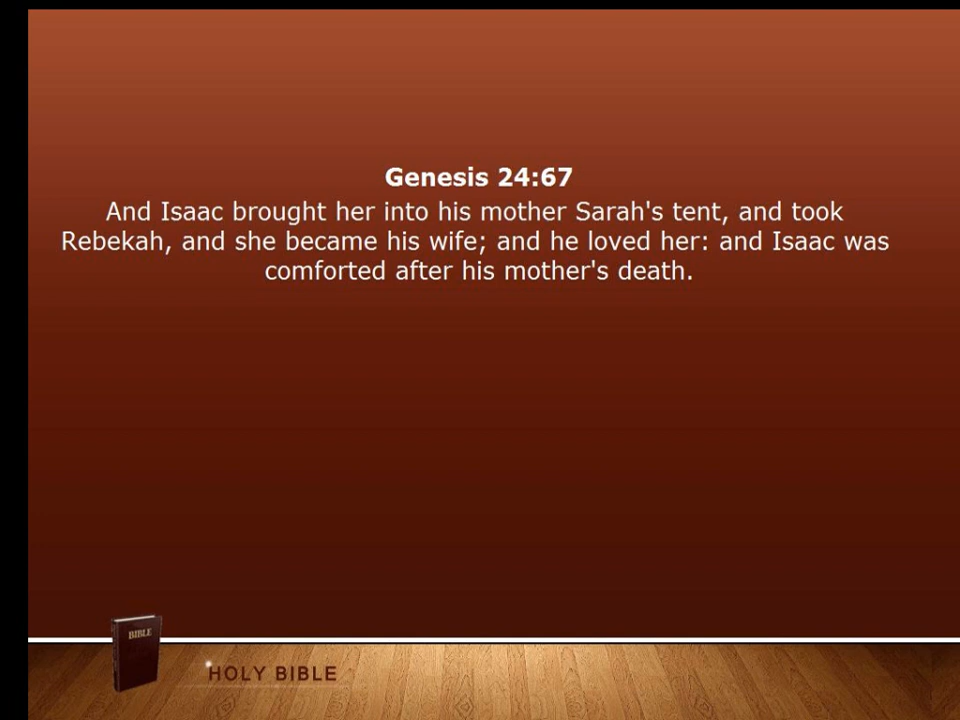 Genesis 24:67
And Isaac brought her into his mother Sarah's tent, and took
Rebekah, and she became his wife; and he loved her: and Isaac was
comforted after his mother's death.
BIBLE
HOLY BIBLE